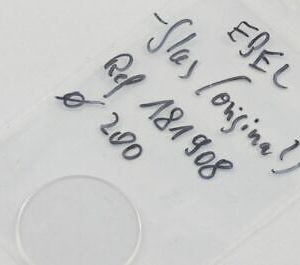 EBEL
-Glas (original)
Ref 181908
Ø 200